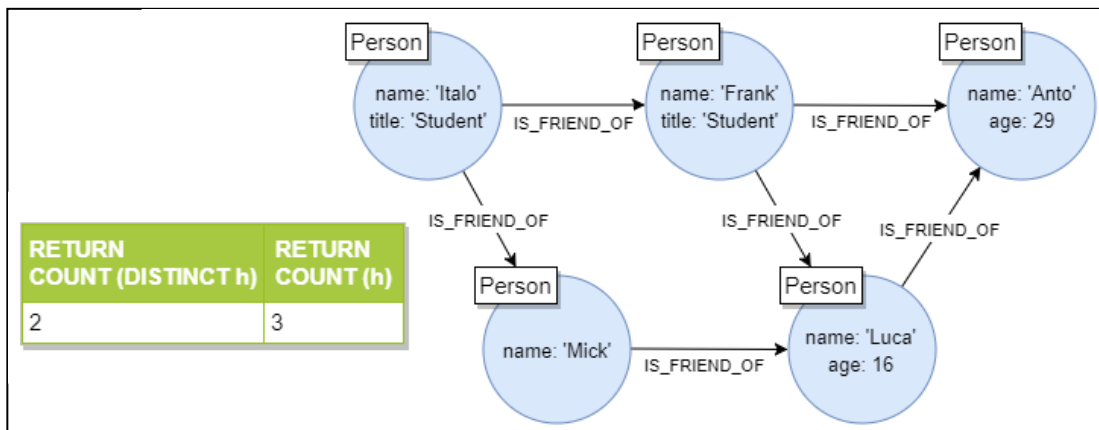 Person
Person
Person
name: 'Italo'
title: 'Student'
IS_FRIEND_OF
name: 'Frank'
title: 'Student'
IS_FRIEND_OF
name: 'Anto'
age: 29
IS_FRIEND_OF
IS_FRIEND_OF
IS_FRIEND_OF
RETURN
COUNT (DISTINCT h)
RETURN
COUNT (h)
2
3
Person
Person
name: 'Mick'
IS_FRIEND_OF
name: 'Luca'
age: 16